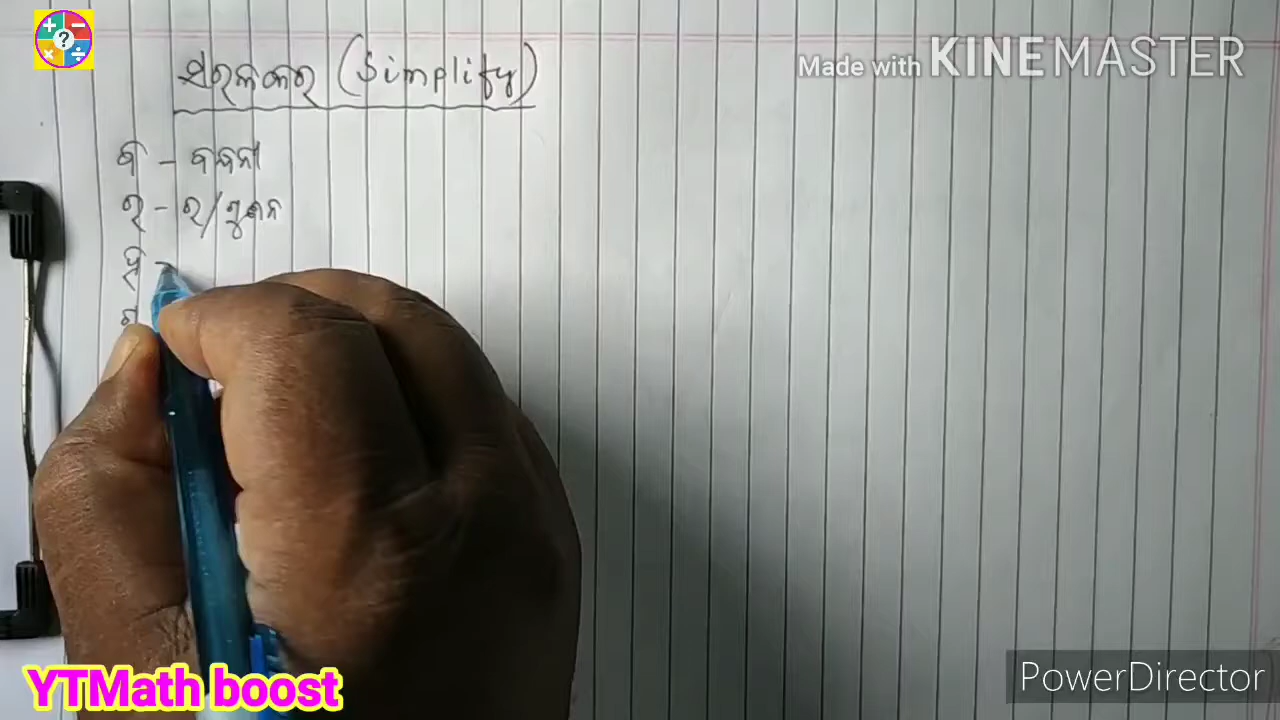 ସରଳକର (Simplify)
ବ - ବନ୍ଧନୀ
ର - ର/ଗୁଣନ
ହ -
Made with KINEMASTER
YTMath boost
PowerDirector